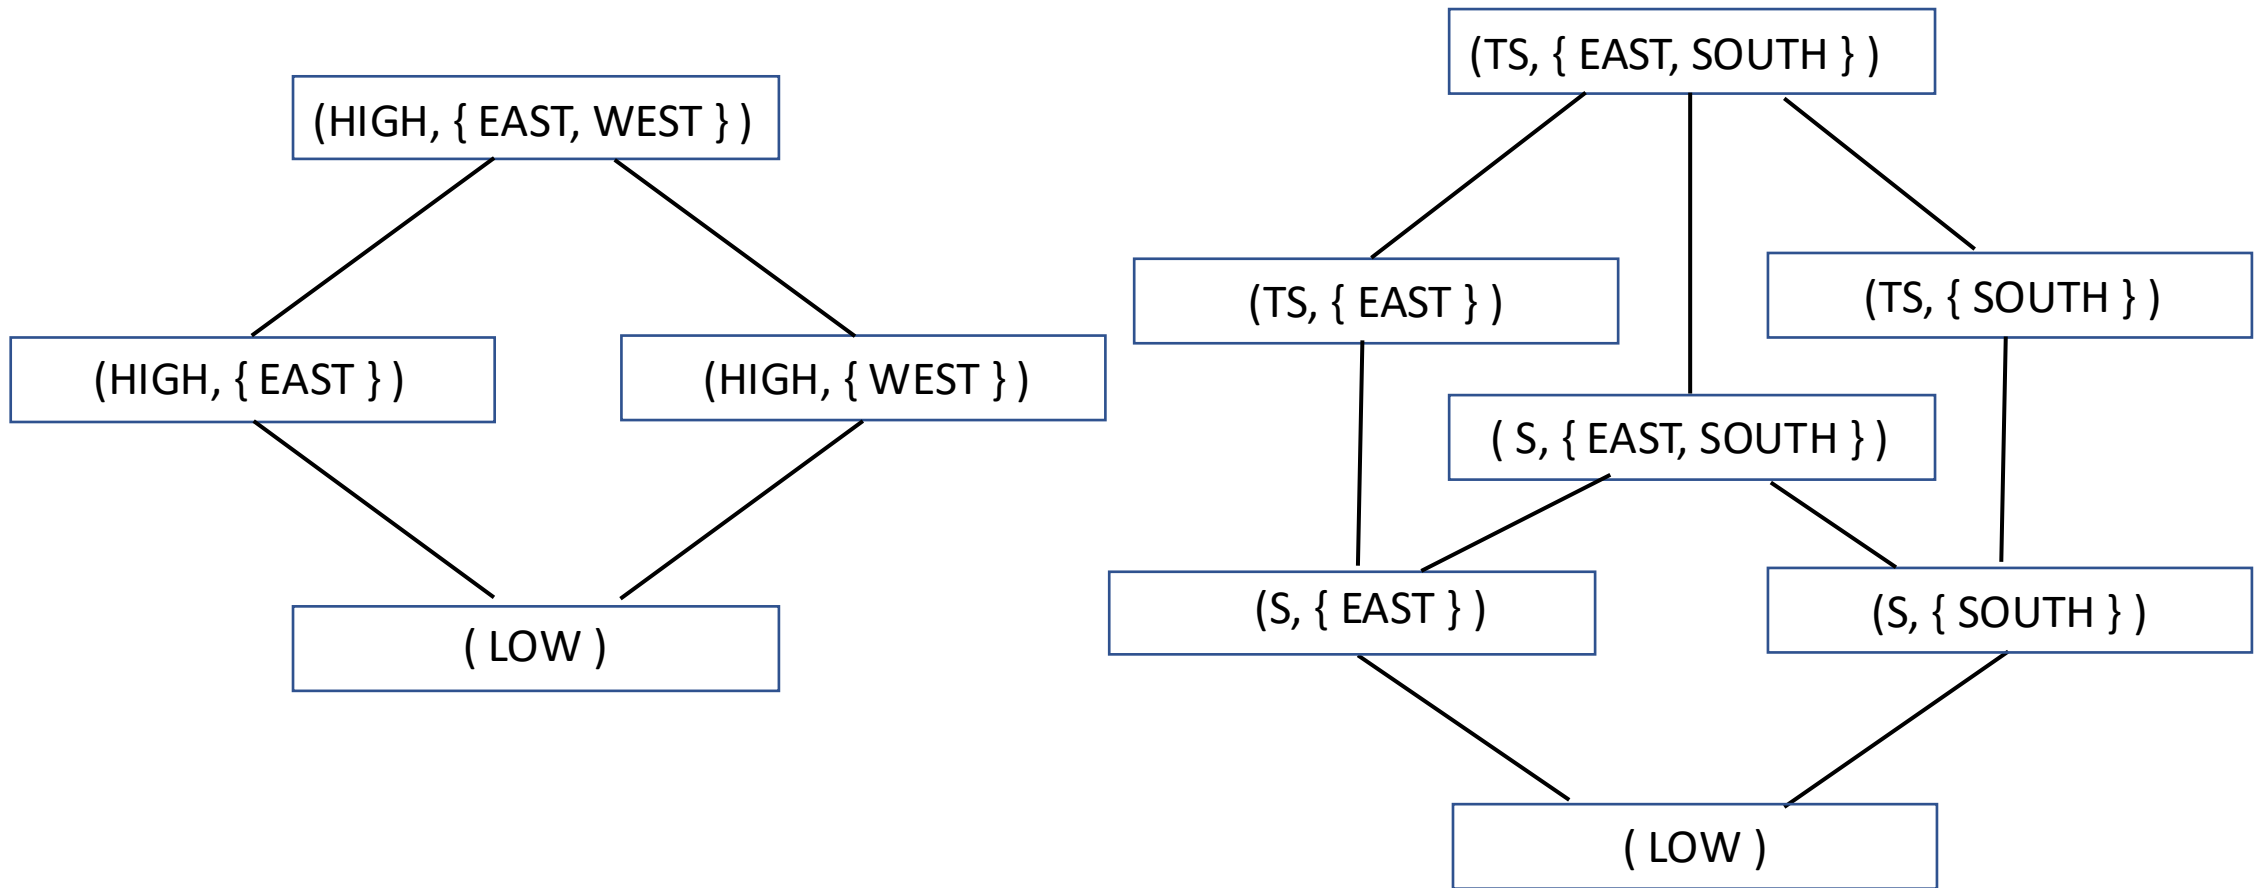 (HIGH, { EAST, WEST } )
(HIGH, { EAST } )
(HIGH, { WEST } )
( LOW )
(TS, { EAST, SOUTH } )
(TS, { EAST } )
(TS, { SOUTH } )
( S, { EAST, SOUTH } )
(S, { EAST } )
(S, { SOUTH } )
( LOW )